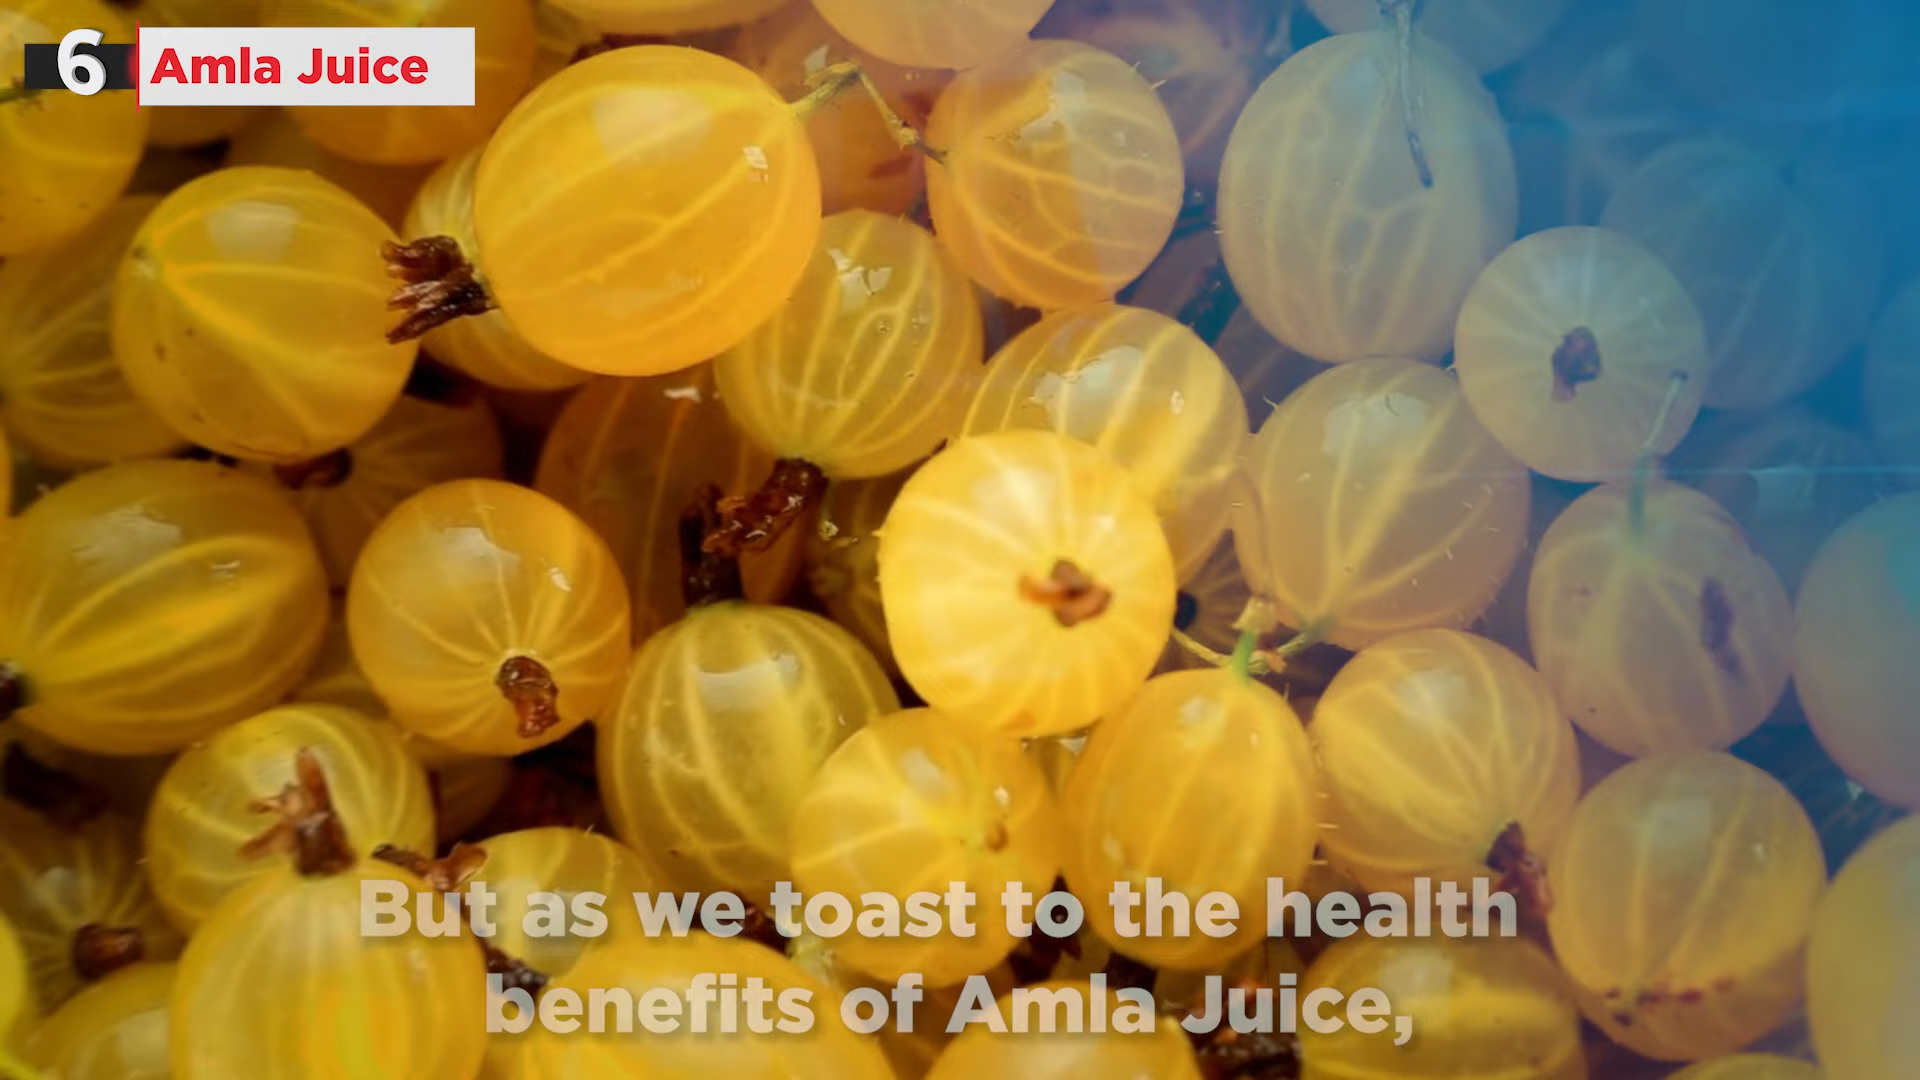 6
Amla Juice
But as we toast to the health
benefits of Amla Juice,